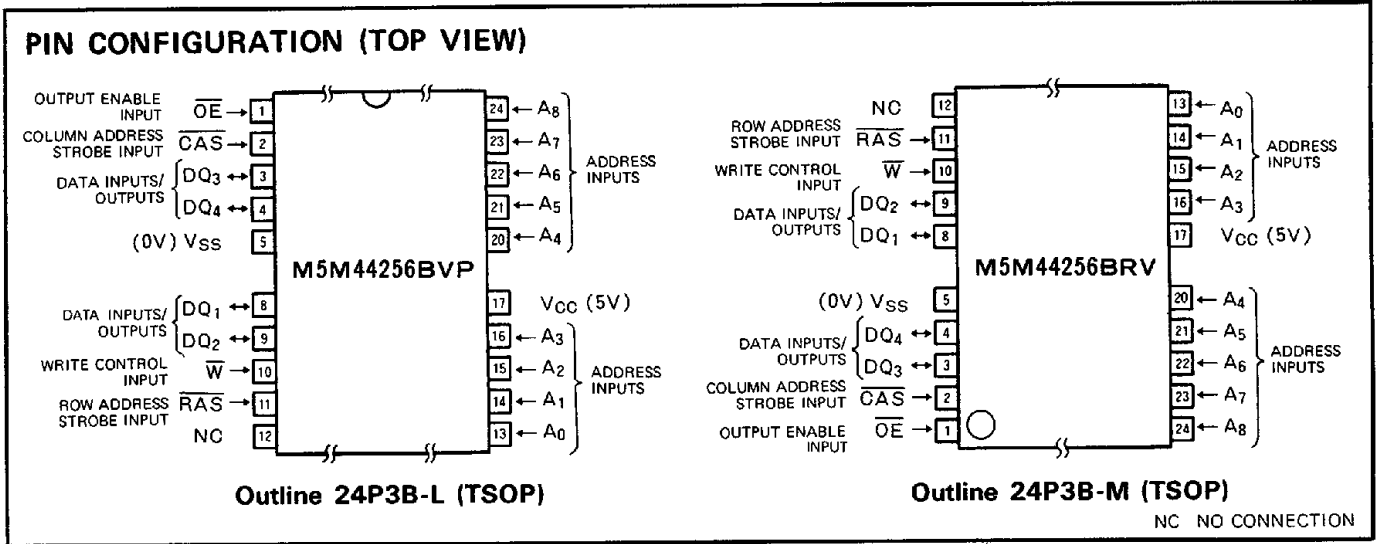 PIN CONFIGURATION (TOP VIEW)
OUTPUT ENABLE
INPUT
OE → 1
COLUMN ADDRESS
STROBE INPUT
CAS → 2
DATA INPUTS/
OUTPUTS
DQ3 ↔ 3
DQ4 ↔ 4
(0V) VSS 5
DATA INPUTS/
OUTPUTS
DQ1 ↔ 8
DQ2 ↔ 9
WRITE CONTROL
INPUT
W → 10
ROW ADDRESS
STROBE INPUT
RAS → 11
NC 12
M5M44256BVP
24 ← A8
23 ← A7
22 ← A6
21 ← A5
20 ← A4
ADDRESS
INPUTS
17 VCC (5V)
16 ← A3
15 ← A2
14 ← A1
13 ← A0
ADDRESS
INPUTS
Outline 24P3B-L (TSOP)
NC 12
ROW ADDRESS
STROBE INPUT
RAS → 11
WRITE CONTROL
INPUT
W → 10
DATA INPUTS/
OUTPUTS
DQ2 ↔ 9
DQ1 ↔ 8
(0V) VSS 5
DATA INPUTS/
OUTPUTS
DQ4 ↔ 4
DQ3 ↔ 3
COLUMN ADDRESS
STROBE INPUT
CAS → 2
OUTPUT ENABLE
INPUT
OE → 1
M5M44256BRV
13 ← A0
14 ← A1
15 ← A2
16 ← A3
ADDRESS
INPUTS
17 VCC (5V)
20 ← A4
21 ← A5
22 ← A6
23 ← A7
24 ← A8
ADDRESS
INPUTS
Outline 24P3B-M (TSOP)
NC NO CONNECTION